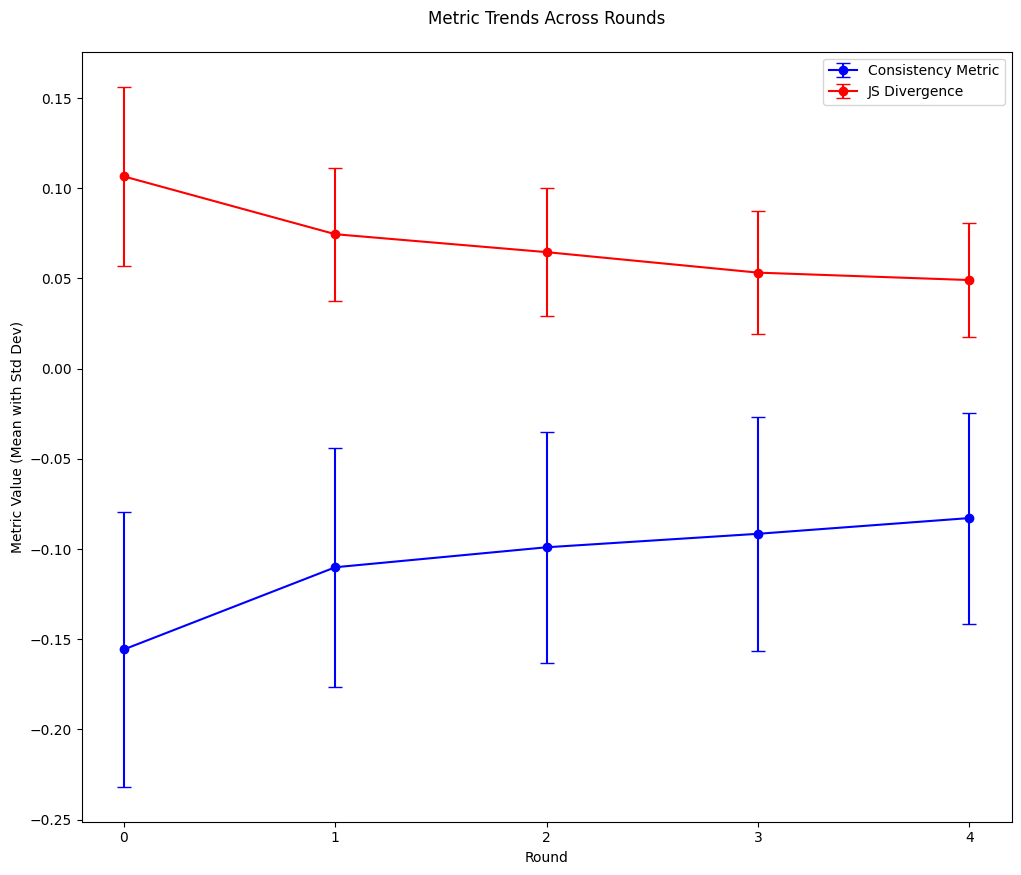 Metric Trends Across Rounds
Consistency Metric
JS Divergence
Metric Value (Mean with Std Dev)
0.15
0.10
0.05
0.00
−0.05
−0.10
−0.15
−0.20
−0.25
0 1 2 3 4
Round